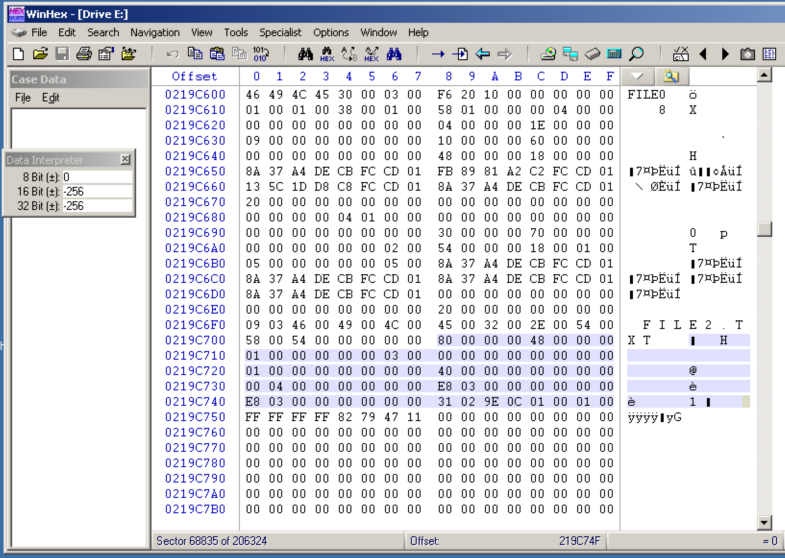 WinHex - [Drive E:]
File Edit Search Navigation View Tools Specialist Options Window Help
Case Data
File Edit
Data Interpreter
8 Bit (±): 0
16 Bit (±): -256
32 Bit (±): -256
Offset 0 1 2 3 4 5 6 7 8 9 A B C D E F
0219C600 46 49 4C 45 30 00 03 00 F6 20 10 00 00 00 00 00 FILE0 ö
0219C610 01 00 01 00 38 00 01 00 58 01 00 00 00 04 00 00 8 X
0219C620 00 00 00 00 00 00 00 00 04 00 00 00 1E 00 00 00
0219C630 09 00 00 00 00 00 00 00 10 00 00 00 60 00 00 00 `
0219C640 00 00 00 00 00 00 00 00 48 00 00 00 18 00 00 00 H
0219C650 8A 37 A4 DE CB FC CD 01 FB 89 81 A2 C2 FC CD 01 7¤ÞËüÍ û¢ÂüÍ
0219C660 13 5C 1D D8 C8 FC CD 01 8A 37 A4 DE CB FC CD 01 \ ØÈüÍ 7¤ÞËüÍ
0219C670 20 00 00 00 00 00 00 00 00 00 00 00 00 00 00 00
0219C680 00 00 00 00 04 01 00 00 00 00 00 00 00 00 00 00
0219C690 00 00 00 00 00 00 00 00 30 00 00 00 70 00 00 00 0 p
0219C6A0 00 00 00 00 00 00 02 00 54 00 00 00 18 00 01 00 T
0219C6B0 05 00 00 00 00 00 05 00 8A 37 A4 DE CB FC CD 01 7¤ÞËüÍ
0219C6C0 8A 37 A4 DE CB FC CD 01 8A 37 A4 DE CB FC CD 01 7¤ÞËüÍ 7¤ÞËüÍ
0219C6D0 8A 37 A4 DE CB FC CD 01 00 00 00 00 00 00 00 00 7¤ÞËüÍ
0219C6E0 00 00 00 00 00 00 00 00 20 00 00 00 00 00 00 00
0219C6F0 09 03 46 00 49 00 4C 00 45 00 32 00 2E 00 54 00 F I L E 2 . T
0219C700 58 00 54 00 00 00 00 00 80 00 00 00 48 00 00 00 X T H
0219C710 01 00 00 00 00 00 03 00 00 00 00 00 00 00 00 00
0219C720 01 00 00 00 00 00 00 00 40 00 00 00 00 00 00 00 @
0219C730 00 04 00 00 00 00 00 00 E8 03 00 00 00 00 00 00 è
0219C740 E8 03 00 00 00 00 00 00 31 02 9E 0C 01 00 01 00 è 1
0219C750 FF FF FF FF 82 79 47 11 00 00 00 00 00 00 00 00 ÿÿÿÿyG
0219C760 00 00 00 00 00 00 00 00 00 00 00 00 00 00 00 00
0219C770 00 00 00 00 00 00 00 00 00 00 00 00 00 00 00 00
0219C780 00 00 00 00 00 00 00 00 00 00 00 00 00 00 00 00
0219C790 00 00 00 00 00 00 00 00 00 00 00 00 00 00 00 00
0219C7A0 00 00 00 00 00 00 00 00 00 00 00 00 00 00 00 00
0219C7B0 00 00 00 00 00 00 00 00 00 00 00 00 00 00 00 00
Sector 68835 of 206324 Offset: 219C74F = 0